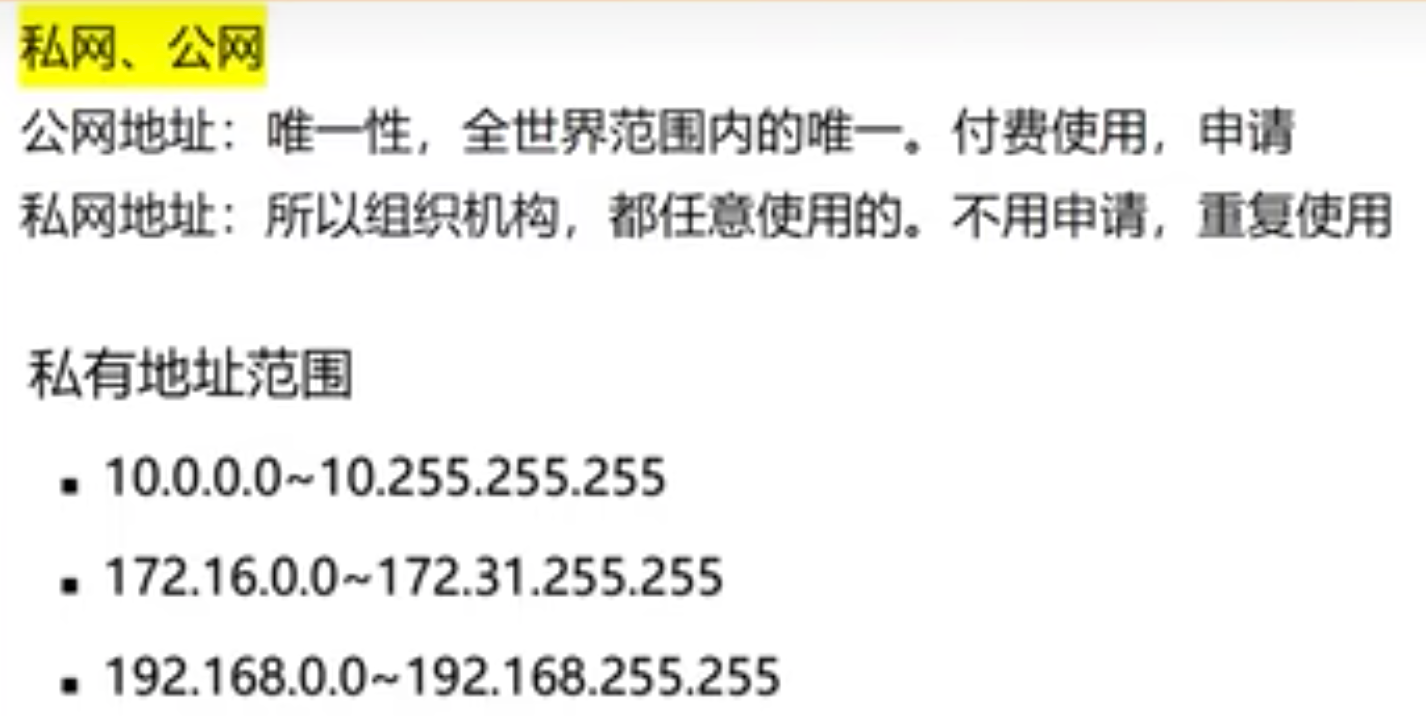 私网、公网
公网地址：唯一性，全世界范围内的唯一。付费使用，申请
私网地址：所以组织机构，都任意使用的。不用申请，重复使用
私有地址范围
▪ 10.0.0.0~10.255.255.255
▪ 172.16.0.0~172.31.255.255
▪ 192.168.0.0~192.168.255.255